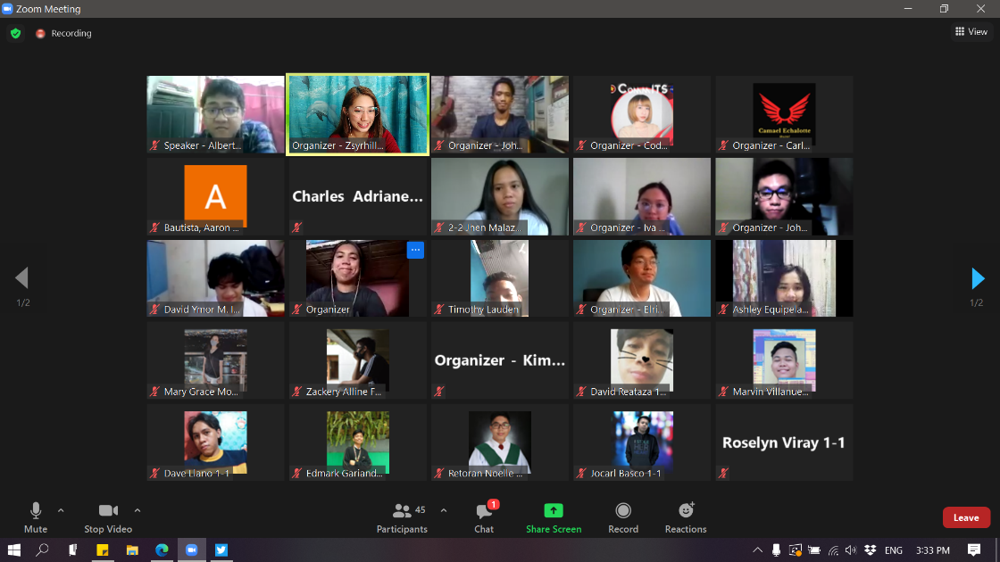 Zoom Meeting
Recording
View
Speaker - Albert...
Organizer - Zsyrhill...
Organizer - Joh...
Organizer - Cod...
Camael Echalotte
Organizer - Carl...
A
Bautista, Aaron ...
Charles Adriane...
2-2 Jhen Malaz...
Organizer - Iva ...
Organizer - Joh...
David Ymor M. I...
Organizer
Timothy Lauden
Organizer - Elri...
Ashley Equipela...
1/2
1/2
Mary Grace Mo...
Zackery Alline F...
Organizer - Kim...
David Reataza 1...
Marvin Villanue...
Dave Llano 1-1
Edmark Gariand...
Retoran Noelle ...
Jocarl Basco 1-1
Roselyn Viray 1-1
Mute
Stop Video
45
Participants
1
Chat
Share Screen
Record
Reactions
Leave
ENG
3:33 PM